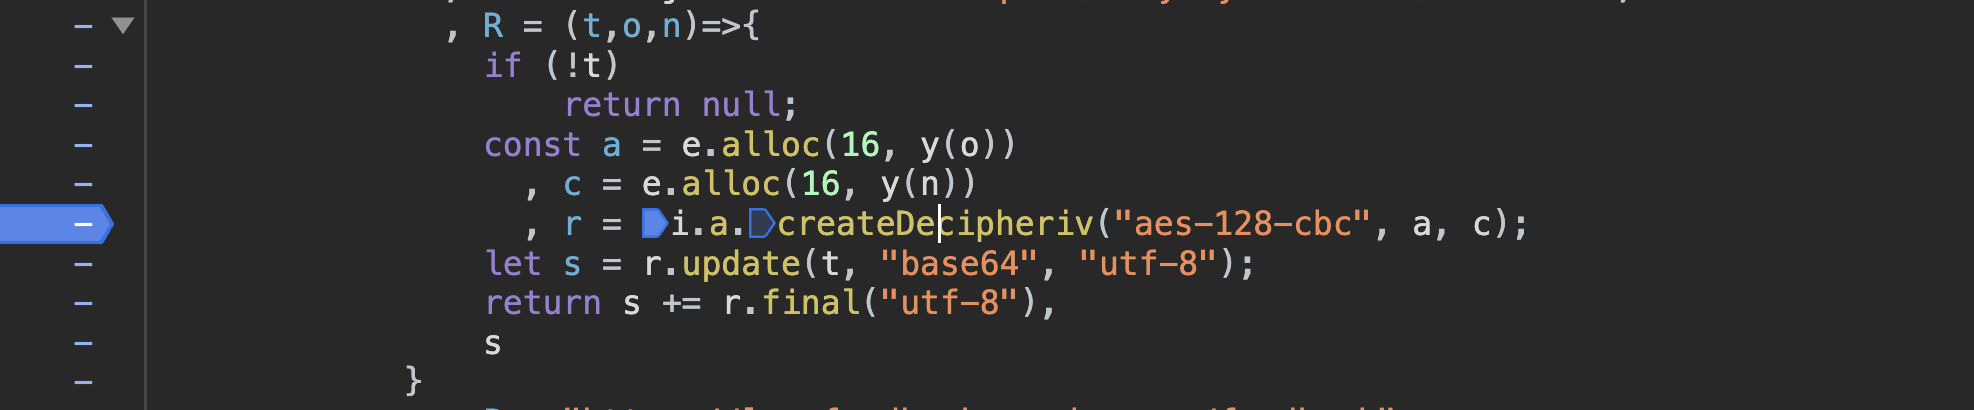 , R = (t,o,n)=>{
if (!t)
return null;
const a = e.alloc(16, y(o))
, c = e.alloc(16, y(n))
, r = i.a.createDecipheriv("aes-128-cbc", a, c);
let s = r.update(t, "base64", "utf-8");
return s += r.final("utf-8"),
s
}